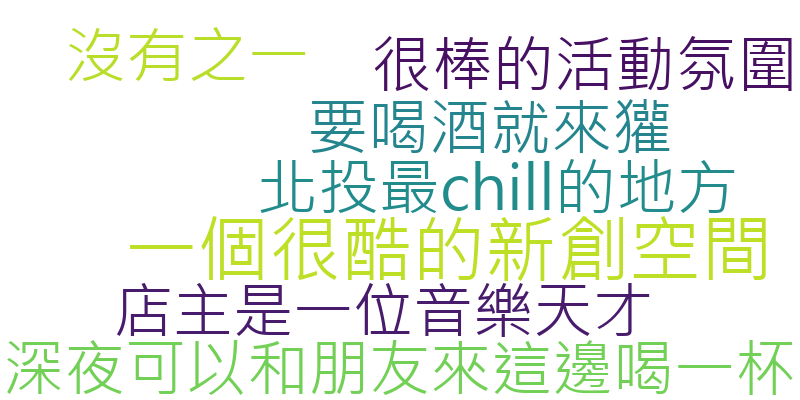 沒有之一
很棒的活動氛圍
要喝酒就來獾
北投最chill的地方
一個很酷的新創空間
店主是一位音樂天才
深夜可以和朋友來這邊喝一杯